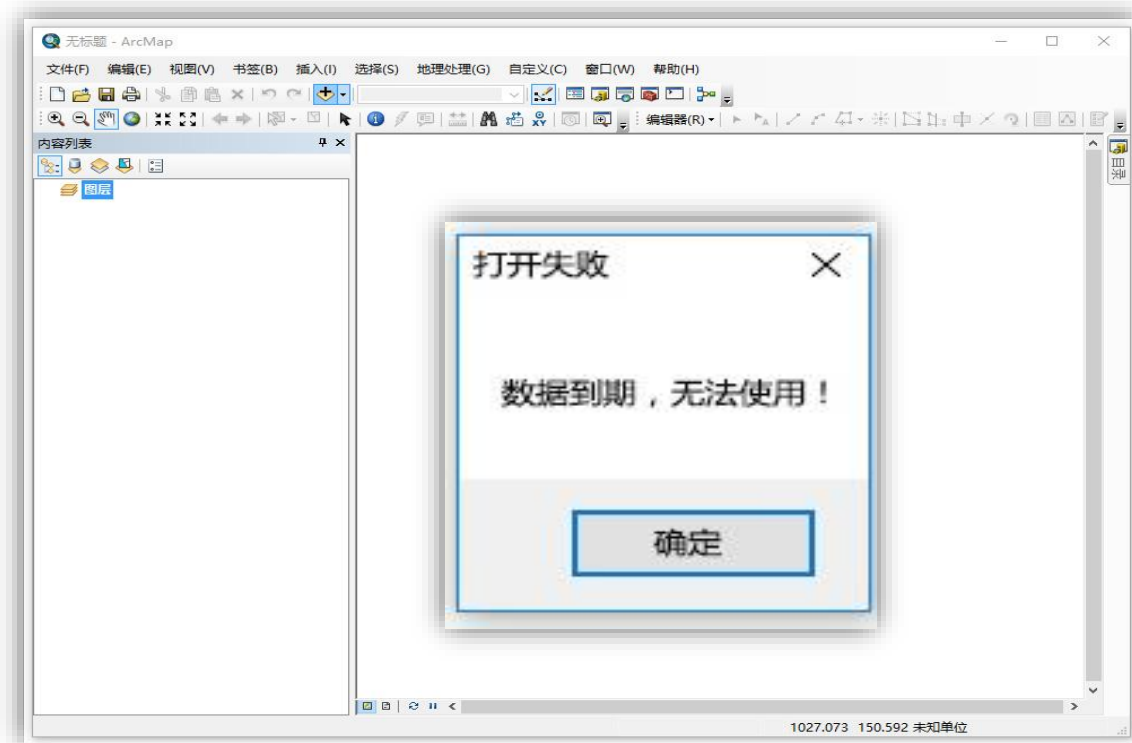 无标题 - ArcMap
文件(F) 编辑(E) 视图(V) 书签(B) 插入(I) 选择(S) 地理处理(G) 自定义(C) 窗口(W) 帮助(H)
编辑器(R)
内容列表
目录
图层
打开失败
数据到期，无法使用！
确定
1027.073 150.592 未知单位